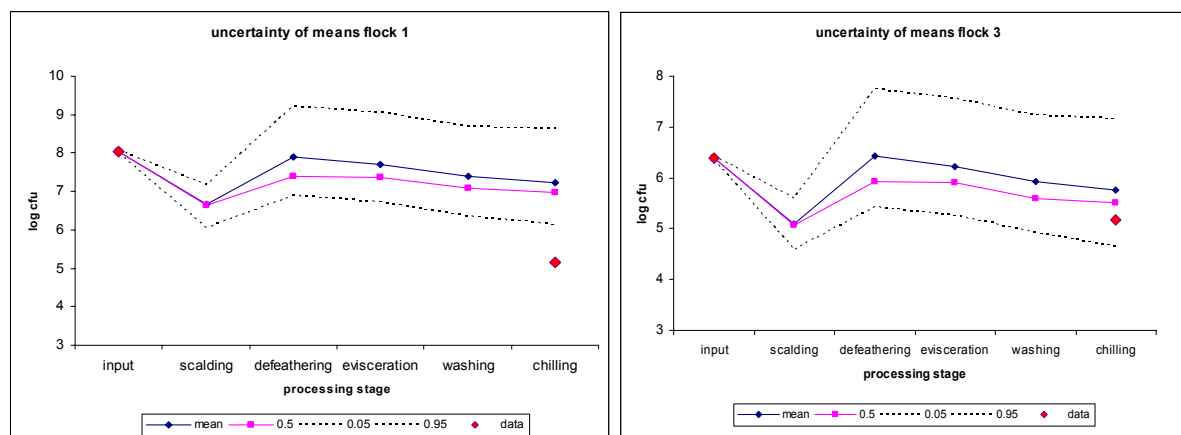 uncertainty of means flock 1
10
9
8
7
6
5
4
3
log cfu
input scalding defeathering evisceration washing chilling
processing stage
mean 0.5 0.05 0.95 data
uncertainty of means flock 3
8
7
6
5
4
3
log cfu
input scalding defeathering evisceration washing chilling
processing stage
mean 0.5 0.05 0.95 data